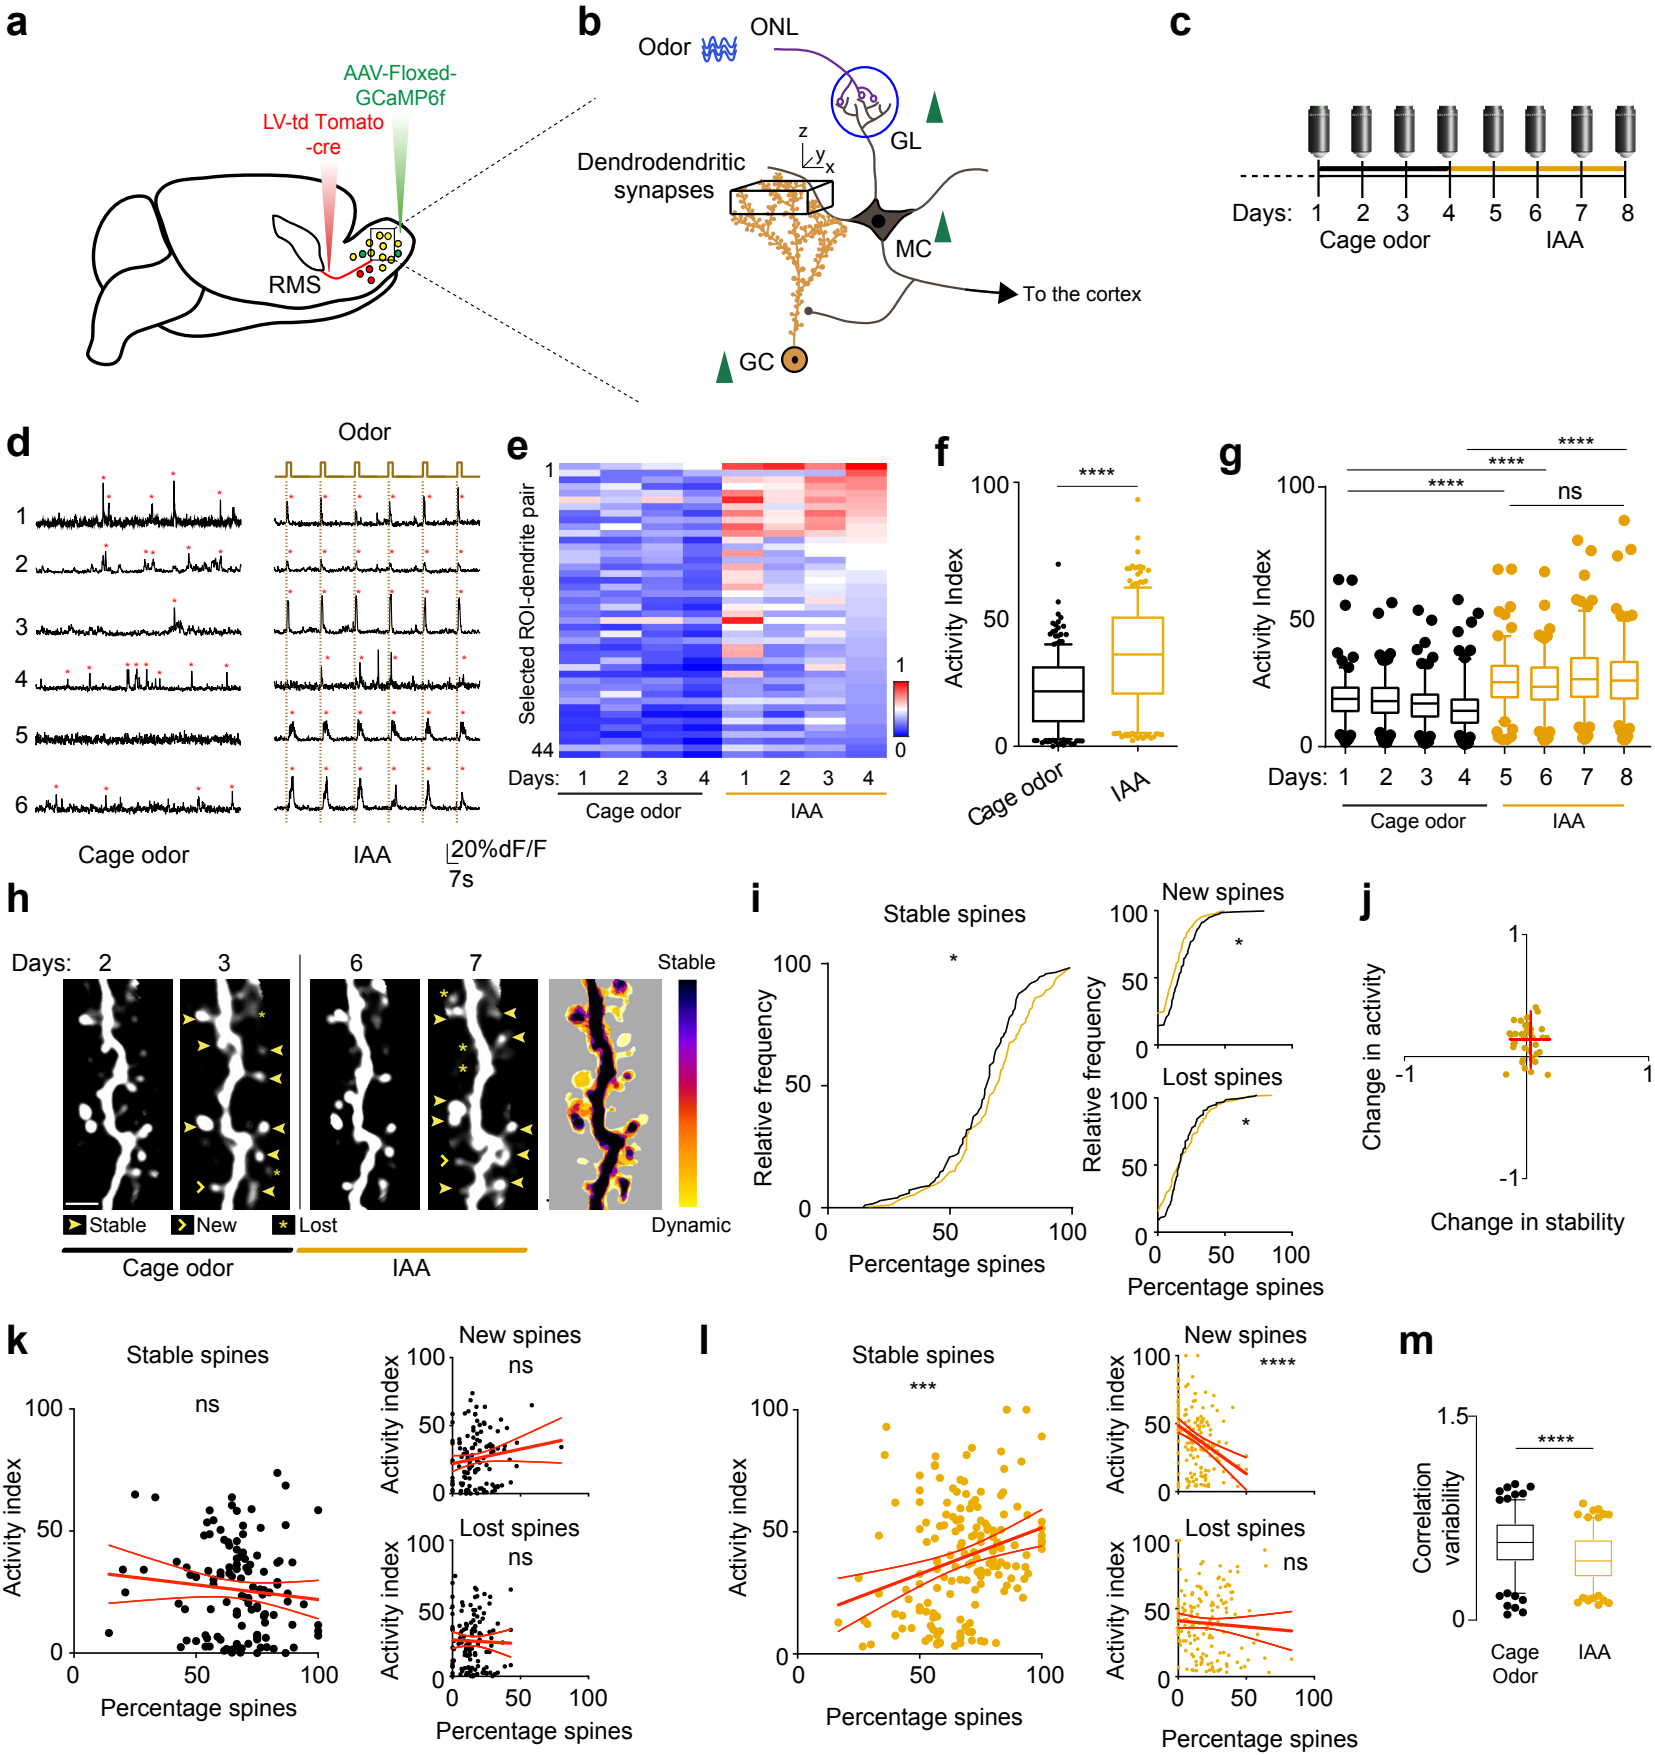 a
AAV-Floxed-
GCaMP6f
LV-td Tomato
-cre
RMS
b
Odor
ONL
GL
Dendrodendritic
synapses
z
y
x
MC
To the cortex
GC
c
Days: 1 2 3 4 5 6 7 8
Cage odor IAA
d
Odor
1
2
3
4
5
6
Cage odor
IAA
20%dF/F
7s
e
Selected ROI-dendrite pair
1
44
1
0
Days: 1 2 3 4 1 2 3 4
Cage odor IAA
f
****
Activity Index
100
50
0
Cage odor
IAA
g
****
****
****
ns
Activity Index
100
50
0
Days: 1 2 3 4 5 6 7 8
Cage odor IAA
h
Days: 2 3 6 7
Stable
Dynamic
Stable New * Lost
Cage odor IAA
i
Stable spines
*
Relative frequency
100
50
0
0 50 100
Percentage spines
New spines
*
100
50
0
Relative frequency
Lost spines
*
100
50
0
0 50 100
Percentage spines
j
Change in activity
1
-1
1
-1
Change in stability
k
Stable spines
ns
Activity index
100
50
0
0 50 100
Percentage spines
New spines
ns
Activity index
100
50
0
Lost spines
ns
Activity index
100
50
0
0 50 100
Percentage spines
l
Stable spines
***
Activity index
100
50
0
0 50 100
Percentage spines
New spines
****
Activity index
100
50
0
Lost spines
ns
Activity index
100
50
0
0 50 100
Percentage spines
m
1.5
****
Correlation
variability
0
Cage
Odor
IAA